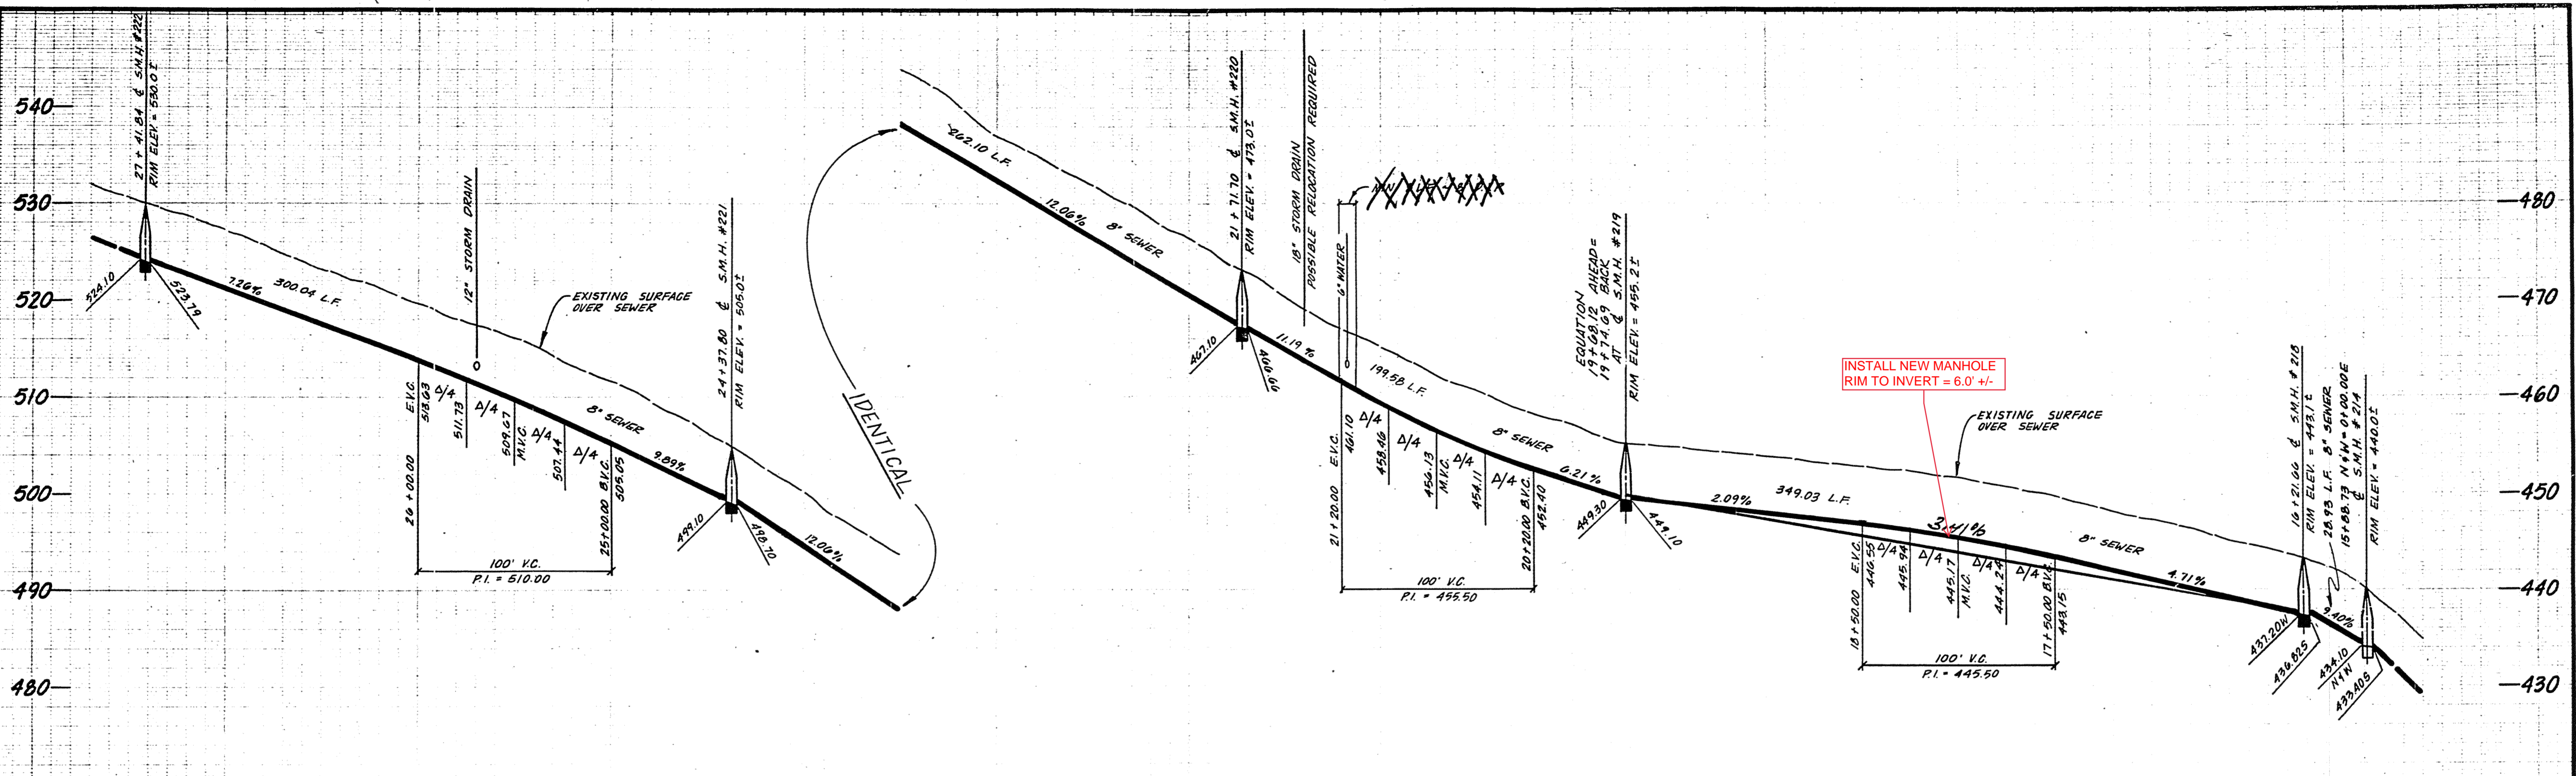 540
530
520
510
500
490
480
27 + 41.84 ₵ S.M.H. #222
RIM ELEV. = 530.0±
524.10
523.79
7.26%
300.04 L.F.
12" STORM DRAIN
EXISTING SURFACE
OVER SEWER
26 + 00.00 E.V.C.
513.63
Δ/4
511.73
Δ/4
509.67
M.V.C.
Δ/4
507.44
Δ/4
25+00.00 B.V.C.
505.05
100' V.C.
P.I. = 510.00
8" SEWER
9.89%
24 + 37.80 ₵ S.M.H. #221
RIM ELEV. = 505.0±
499.10
498.70
12.06%
IDENTICAL
262.10 L.F.
12.06%
8" SEWER
21 + 71.70 ₵ S.M.H. #220
RIM ELEV. = 473.0±
467.10
466.66
18" STORM DRAIN
POSSIBLE RELOCATION REQUIRED
6" WATER
11.19 %
199.58 L.F.
21 + 20.00 E.V.C.
461.10
Δ/4
458.46
Δ/4
456.13
M.V.C.
Δ/4
454.11
Δ/4
20+20.00 B.V.C.
452.40
100' V.C.
P.I. = 455.50
8" SEWER
6.21%
EQUATION
19+68.12 AHEAD=
19+74.69 BACK
AT ₵ S.M.H. #219
RIM ELEV. = 455.2±
449.30
449.10
2.09%
349.03 L.F.
INSTALL NEW MANHOLE
RIM TO INVERT = 6.0' +/-
EXISTING SURFACE
OVER SEWER
3.41%
8" SEWER
18 + 50.00 E.V.C.
446.55
Δ/4
445.94
Δ/4
445.17
M.V.C.
Δ/4
444.24
Δ/4
17+50.00 B.V.C.
443.15
100' V.C.
P.I. = 445.50
4.71%
16 + 21.66 ₵ S.M.H. # 218
RIM ELEV. = 443.1±
28.93 L.F. 8" SEWER
15+88.73 N&W=0+00.00E
₵ S.M.H. # 214
RIM ELEV. = 440.0±
9.40%
437.20W
436.82S
434.10
N&W
433.40S
480
470
460
450
440
430